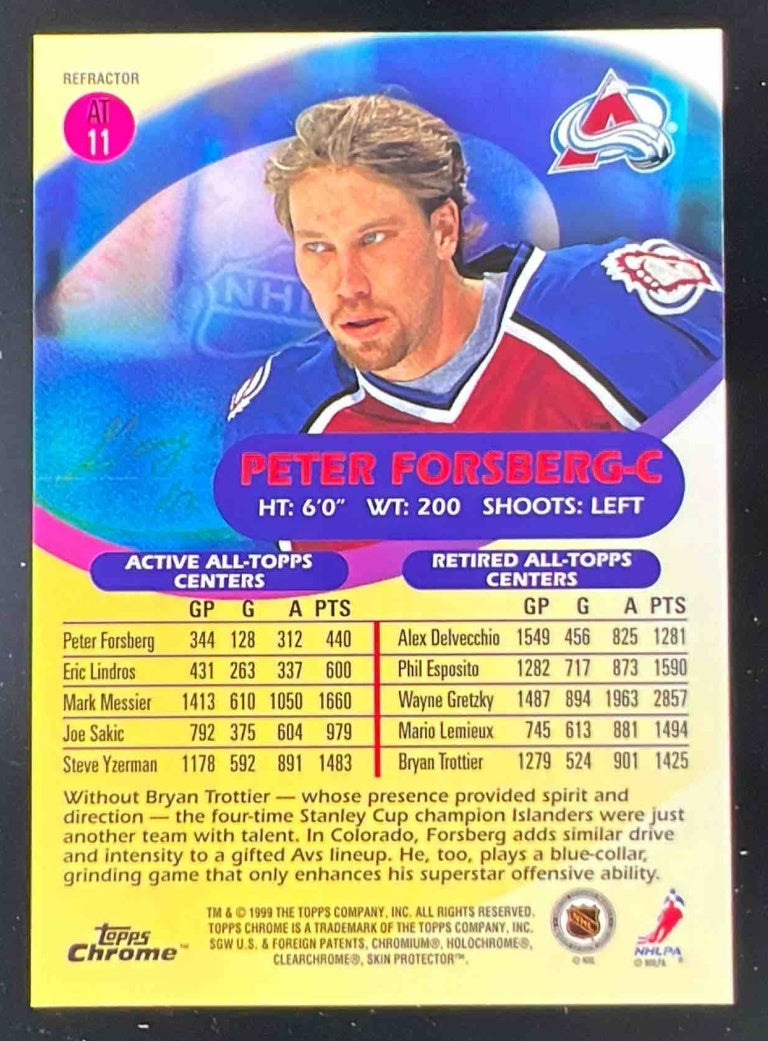 REFRACTOR
AT
11
NHL
PETER FORSBERG-C
HT: 6'0" WT: 200 SHOOTS: LEFT
ACTIVE ALL-TOPPS
CENTERS
GP G A PTS
Peter Forsberg 344 128 312 440
Eric Lindros 431 263 337 600
Mark Messier 1413 610 1050 1660
Joe Sakic 792 375 604 979
Steve Yzerman 1178 592 891 1483
RETIRED ALL-TOPPS
CENTERS
GP G A PTS
Alex Delvecchio 1549 456 825 1281
Phil Esposito 1282 717 873 1590
Wayne Gretzky 1487 894 1963 2857
Mario Lemieux 745 613 881 1494
Bryan Trottier 1279 524 901 1425
Without Bryan Trottier — whose presence provided spirit and
direction — the four-time Stanley Cup champion Islanders were just
another team with talent. In Colorado, Forsberg adds similar drive
and intensity to a gifted Avs lineup. He, too, plays a blue-collar,
grinding game that only enhances his superstar offensive ability.
Topps
Chrome™
TM & © 1999 THE TOPPS COMPANY, INC. ALL RIGHTS RESERVED.
TOPPS CHROME IS A TRADEMARK OF THE TOPPS COMPANY, INC.
SGW U.S. & FOREIGN PATENTS, CHROMIUM®, HOLOCHROME®,
CLEARCHROME®, SKIN PROTECTOR™.
NHL
© NHL
NHLPA
© NHLPA